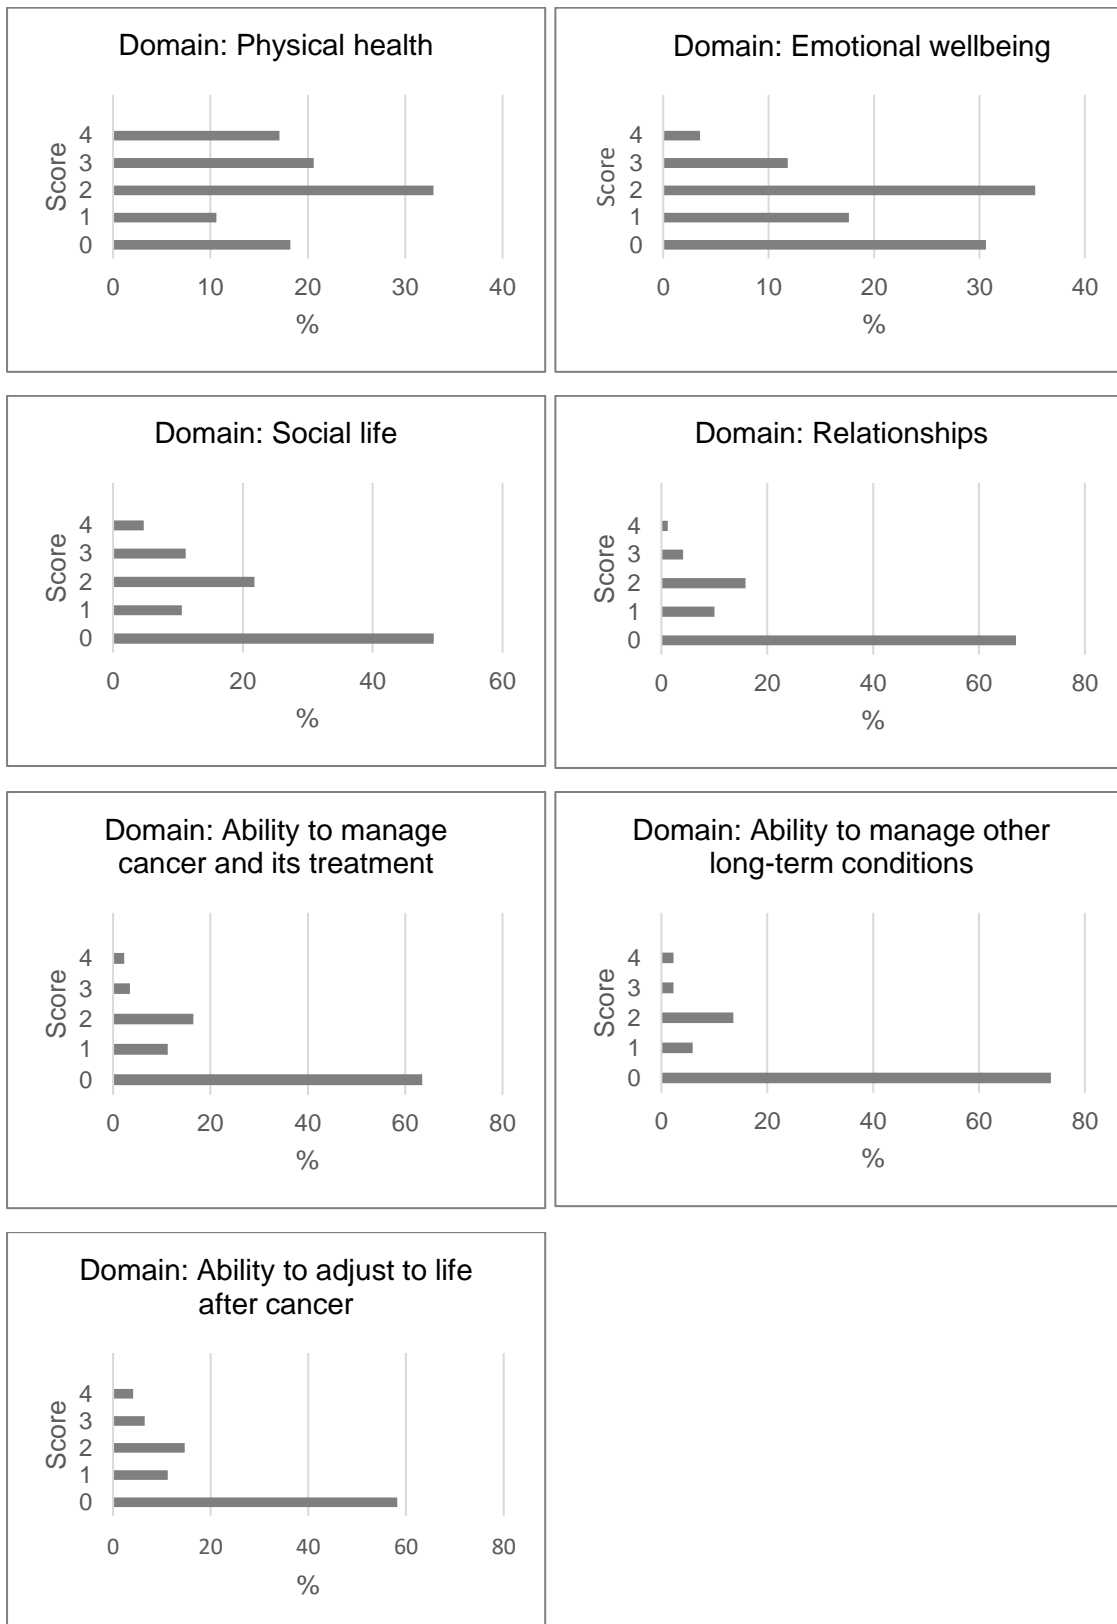 Domain: Physical health
Score
4
3
2
1
0
0 10 20 30 40
%
Domain: Emotional wellbeing
Score
4
3
2
1
0
0 10 20 30 40
%
Domain: Social life
Score
4
3
2
1
0
0 20 40 60
%
Domain: Relationships
Score
4
3
2
1
0
0 20 40 60 80
%
Domain: Ability to manage
cancer and its treatment
Score
4
3
2
1
0
0 20 40 60 80
%
Domain: Ability to manage other
long-term conditions
Score
4
3
2
1
0
0 20 40 60 80
%
Domain: Ability to adjust to life
after cancer
Score
4
3
2
1
0
0 20 40 60 80
%